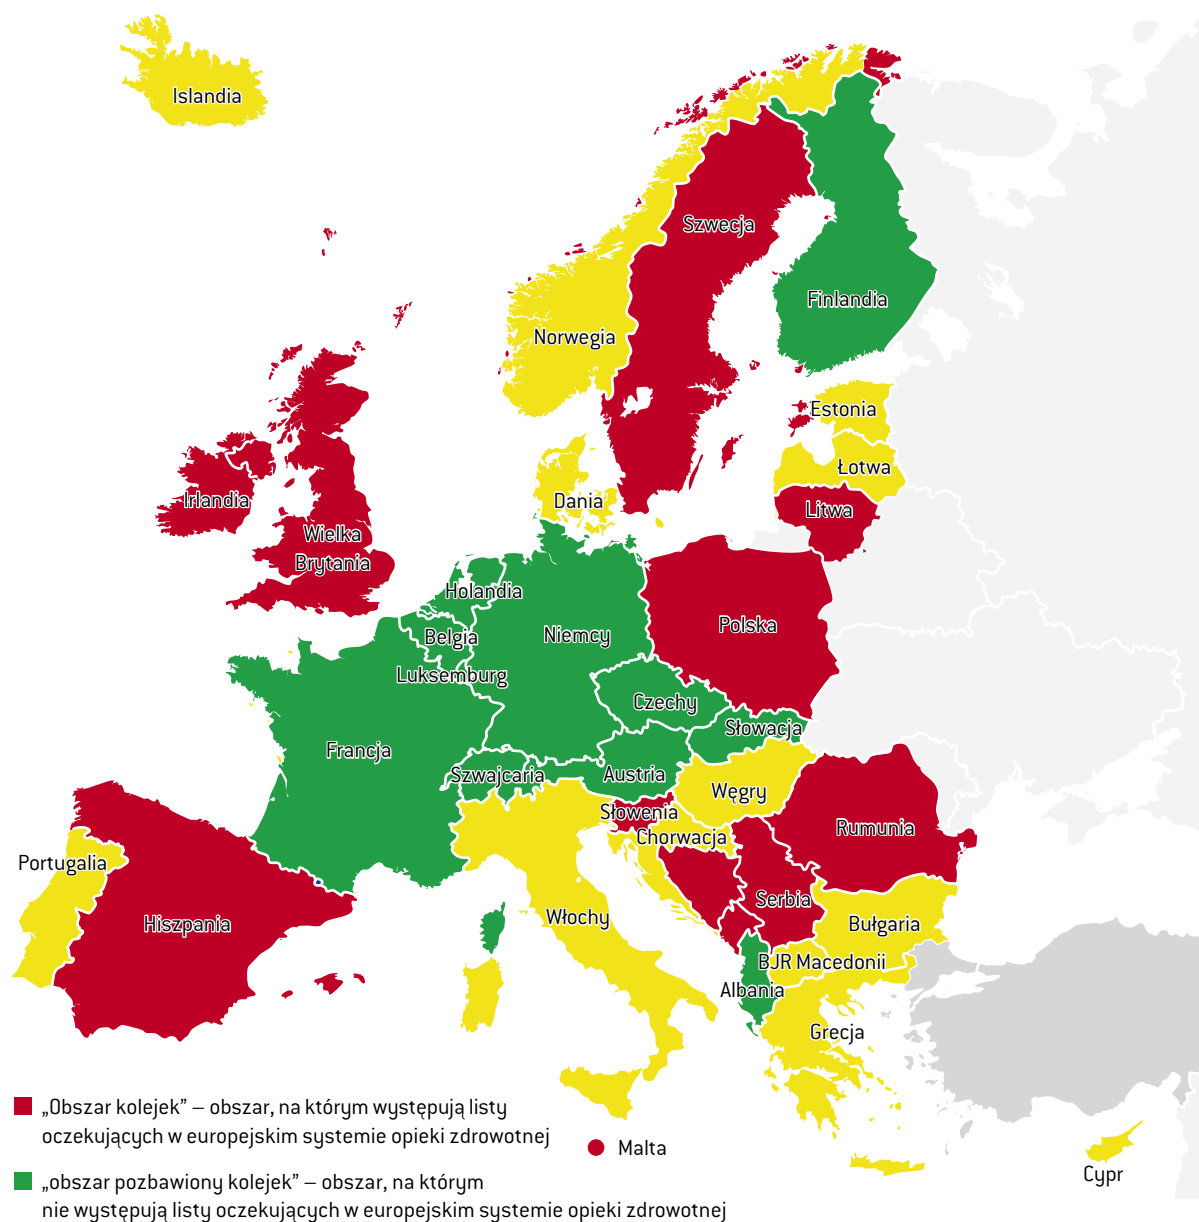 Islandia
Szwecja
Finlandia
Norwegia
Estonia
Łotwa
Dania
Litwa
Irlandia
Wielka
Brytania
Holandia
Polska
Belgia
Niemcy
Luksemburg
Czechy
Słowacja
Francja
Szwajcaria
Austria
Węgry
Słowenia
Rumunia
Chorwacja
Portugalia
Serbia
Hiszpania
Włochy
Bułgaria
BJR Macedonii
Albania
Grecja
„Obszar kolejek” – obszar, na którym występują listy
oczekujących w europejskim systemie opieki zdrowotnej
Malta
Cypr
„obszar pozbawiony kolejek” – obszar, na którym
nie występują listy oczekujących w europejskim systemie opieki zdrowotnej